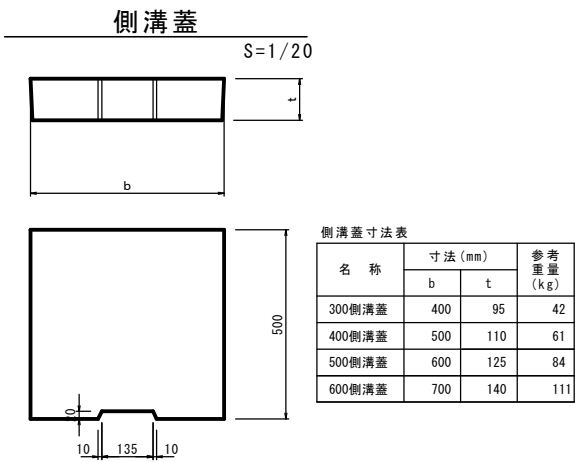 側溝蓋
S=1/20
t
b
500
20
10 135 10
側溝蓋寸法表
名 称 寸法(mm) 参考重量(kg)
b t
300側溝蓋 400 95 42
400側溝蓋 500 110 61
500側溝蓋 600 125 84
600側溝蓋 700 140 111